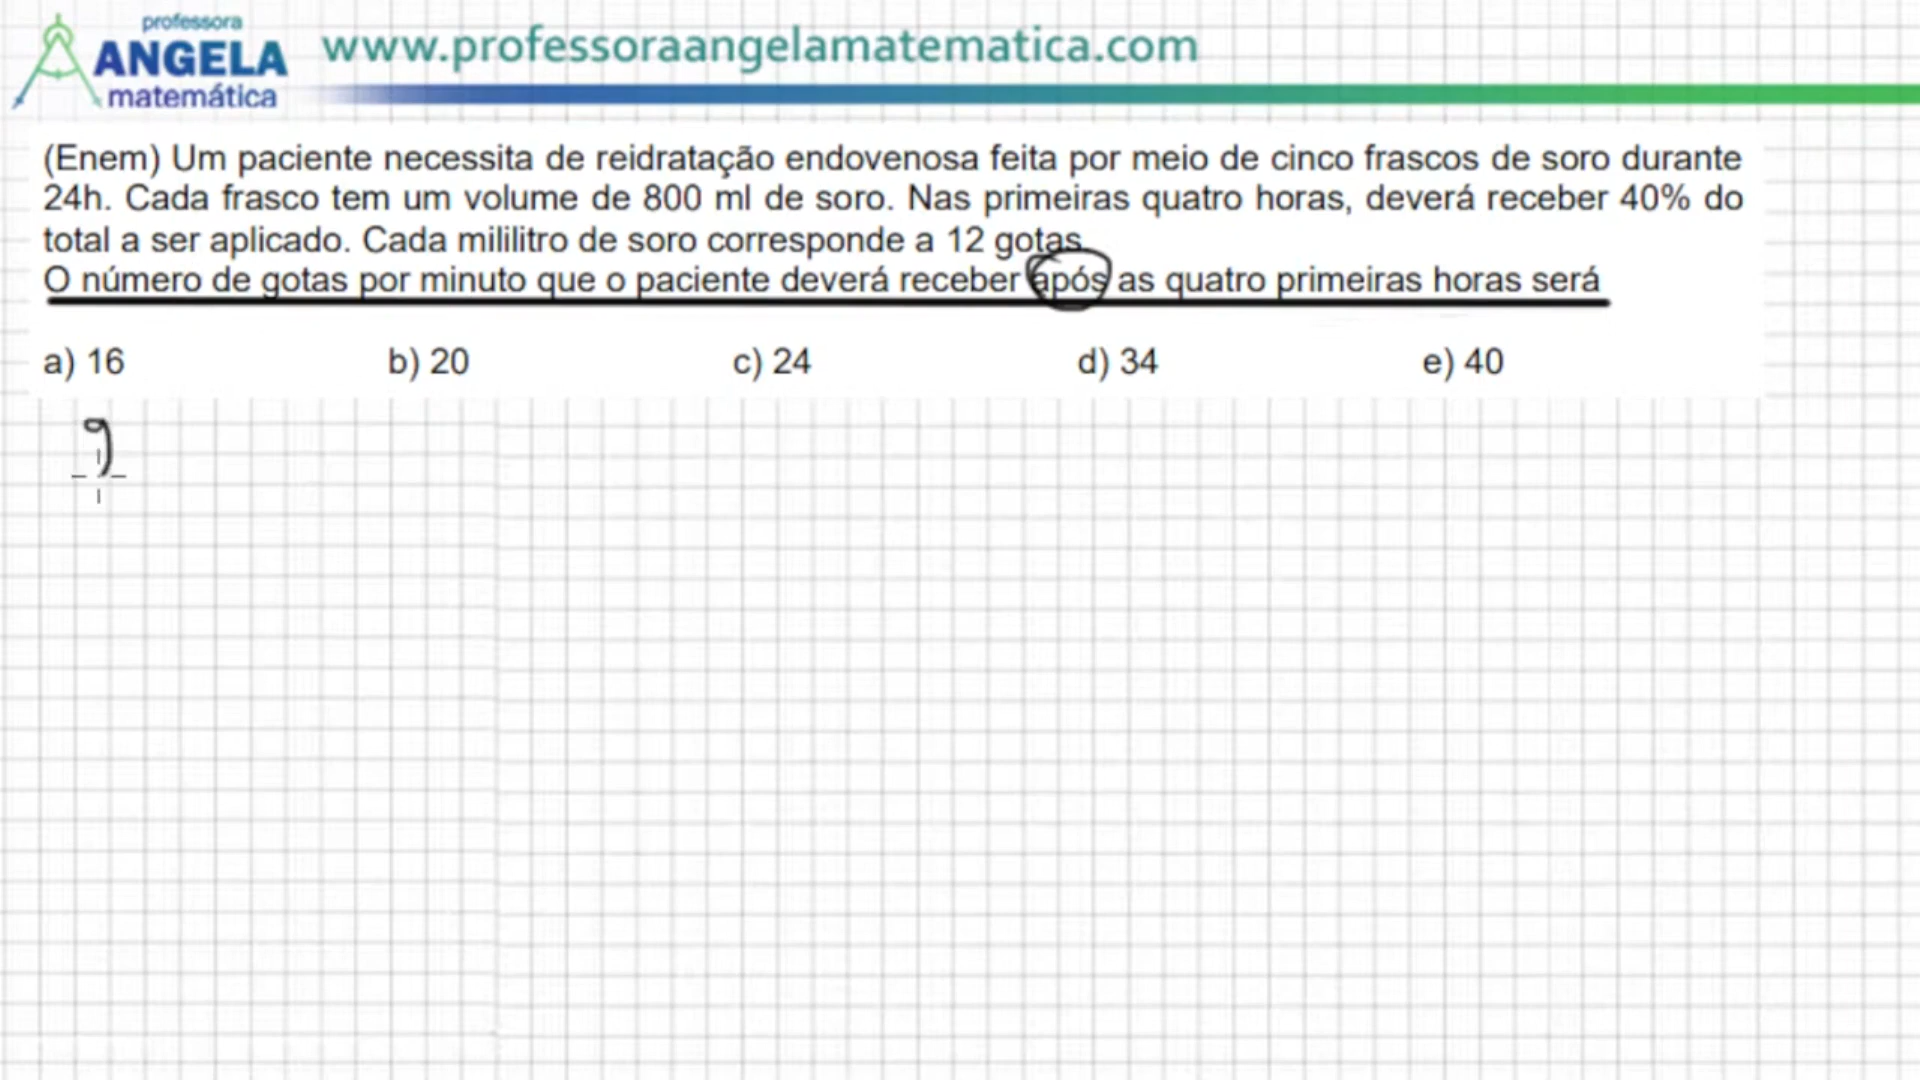 professora
ANGELA
matemática
www.professoraangelamatematica.com
(Enem) Um paciente necessita de reidratação endovenosa feita por meio de cinco frascos de soro durante
24h. Cada frasco tem um volume de 800 ml de soro. Nas primeiras quatro horas, deverá receber 40% do
total a ser aplicado. Cada mililitro de soro corresponde a 12 gotas.
O número de gotas por minuto que o paciente deverá receber após as quatro primeiras horas será
a) 16 b) 20 c) 24 d) 34 e) 40